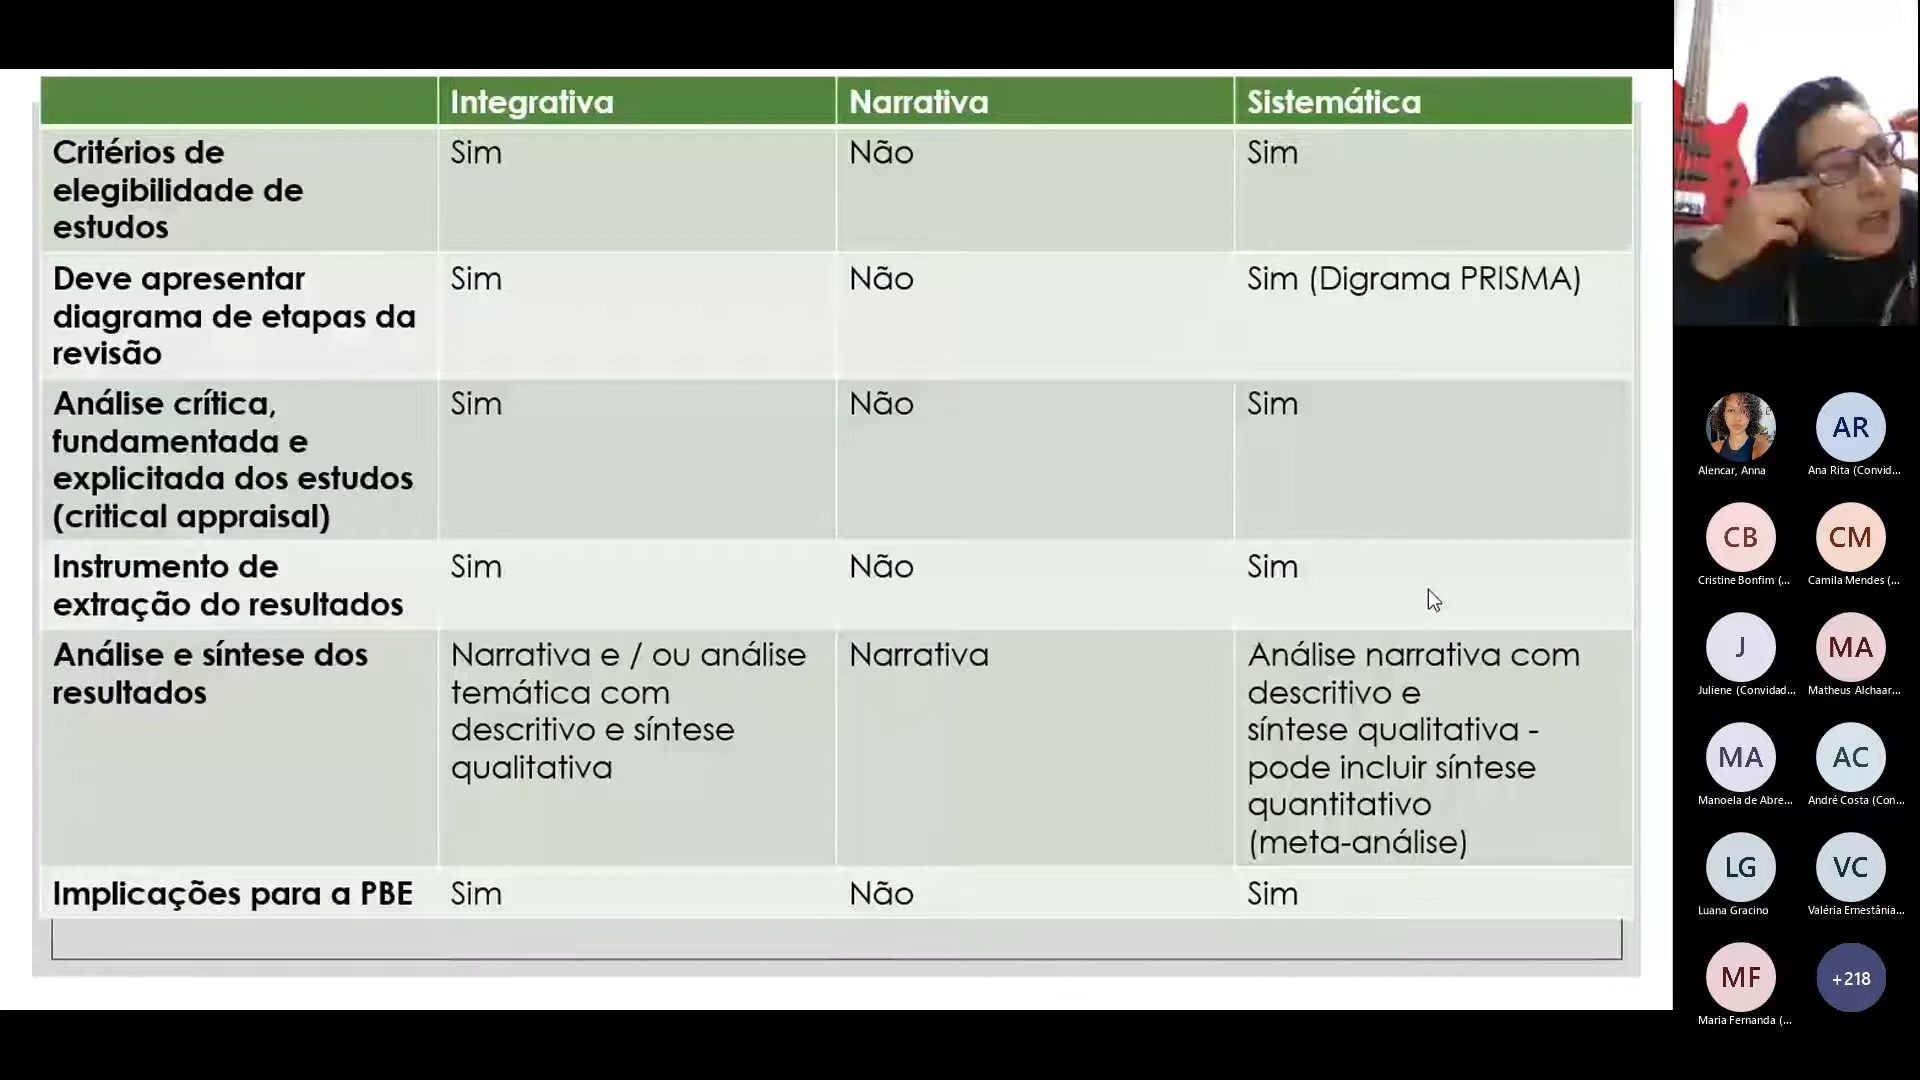 Integrativa Narrativa Sistemática
Critérios de Sim Não Sim
elegibilidade de
estudos
Deve apresentar Sim Não Sim (Digrama PRISMA)
diagrama de etapas da
revisão
Análise crítica, Sim Não Sim
fundamentada e
explicitada dos estudos
(critical appraisal)
Instrumento de Sim Não Sim
extração do resultados
Análise e síntese dos Narrativa e / ou análise Narrativa Análise narrativa com
resultados temática com descritivo e
descritivo e síntese síntese qualitativa -
qualitativa pode incluir síntese
quantitativo
(meta-análise)
Implicações para a PBE Sim Não Sim
AR
Alencar, Anna Ana Rita (Convid...
CB CM
Cristine Bonfim (... Camila Mendes (...
J MA
Juliene (Convidad... Matheus Alchaar...
MA AC
Manoela de Abre... André Costa (Con...
LG VC
Luana Gracino Valéria Ernestânia...
MF +218
Maria Fernanda (...